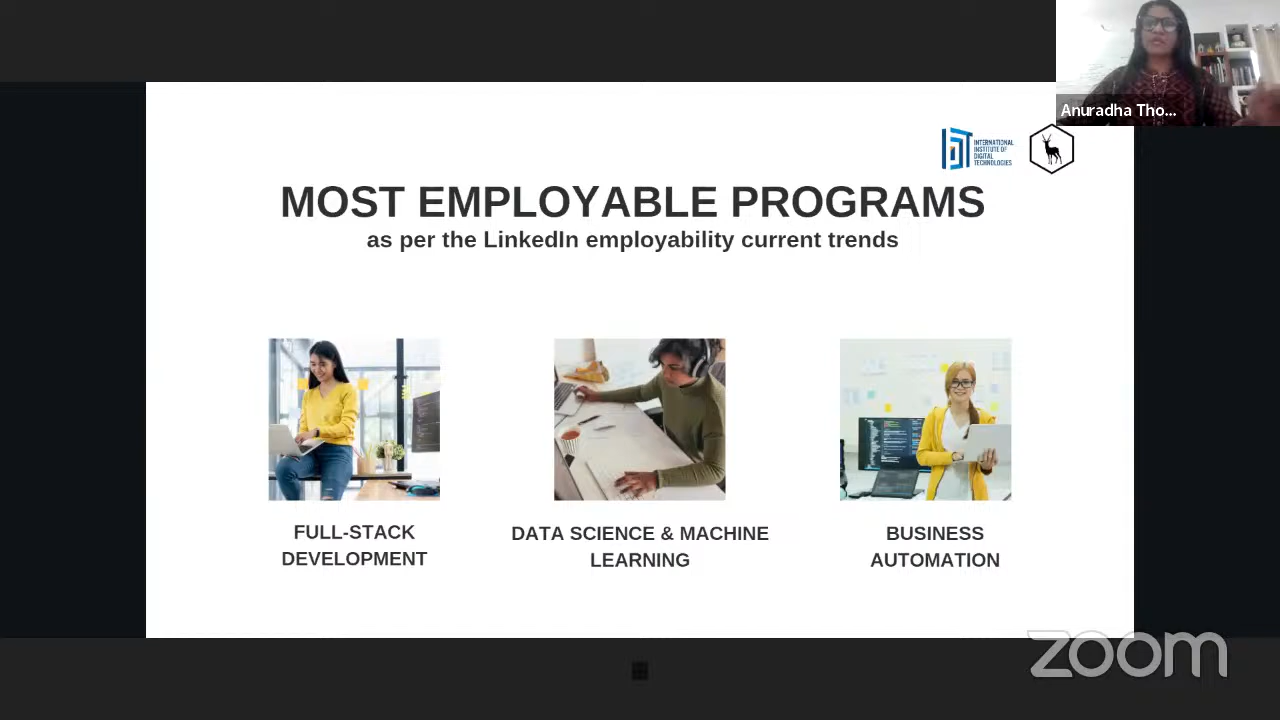 Anuradha Tho...
INTERNATIONAL
INSTITUTE OF
DIGITAL
TECHNOLOGIES
MOST EMPLOYABLE PROGRAMS
as per the LinkedIn employability current trends
FULL-STACK
DEVELOPMENT
DATA SCIENCE & MACHINE
LEARNING
BUSINESS
AUTOMATION
zoom